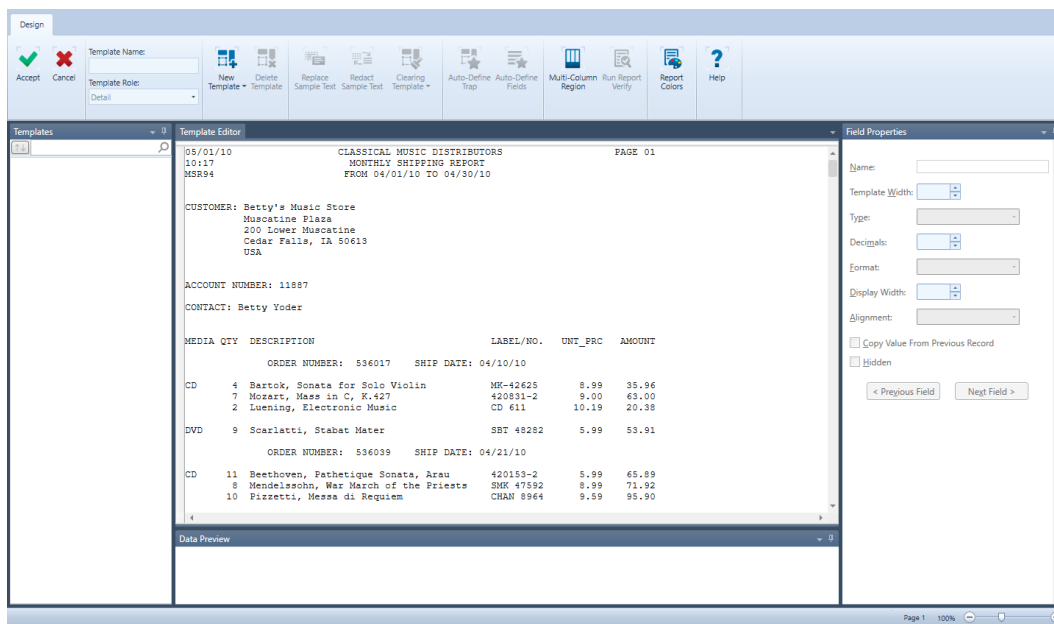 Design
Accept
Cancel
Template Name:
Template Role:
Detail
New Template
Delete Template
Replace Sample Text
Redact Sample Text
Clearing Template
Auto-Define Trap
Auto-Define Fields
Multi-Column Region
Run Report Verify
Report Colors
Help
Templates
Template Editor
05/01/10 CLASSICAL MUSIC DISTRIBUTORS PAGE 01
10:17 MONTHLY SHIPPING REPORT
MSR94 FROM 04/01/10 TO 04/30/10
CUSTOMER: Betty's Music Store
Muscatine Plaza
200 Lower Muscatine
Cedar Falls, IA 50613
USA
ACCOUNT NUMBER: 11887
CONTACT: Betty Yoder
MEDIA QTY DESCRIPTION LABEL/NO. UNT_PRC AMOUNT
ORDER NUMBER: 536017 SHIP DATE: 04/10/10
CD 4 Bartok, Sonata for Solo Violin MK-42625 8.99 35.96
7 Mozart, Mass in C, K.427 420831-2 9.00 63.00
2 Luening, Electronic Music CD 611 10.19 20.38
DVD 9 Scarlatti, Stabat Mater SBT 48282 5.99 53.91
ORDER NUMBER: 536039 SHIP DATE: 04/21/10
CD 11 Beethoven, Pathetique Sonata, Arau 420153-2 5.99 65.89
8 Mendelssohn, War March of the Priests SMK 47592 8.99 71.92
10 Pizzetti, Messa di Requiem CHAN 8964 9.59 95.90
Data Preview
Field Properties
Name:
Template Width:
Type:
Decimals:
Format:
Display Width:
Alignment:
Copy Value From Previous Record
Hidden
< Previous Field
Next Field >
Page 1 100%